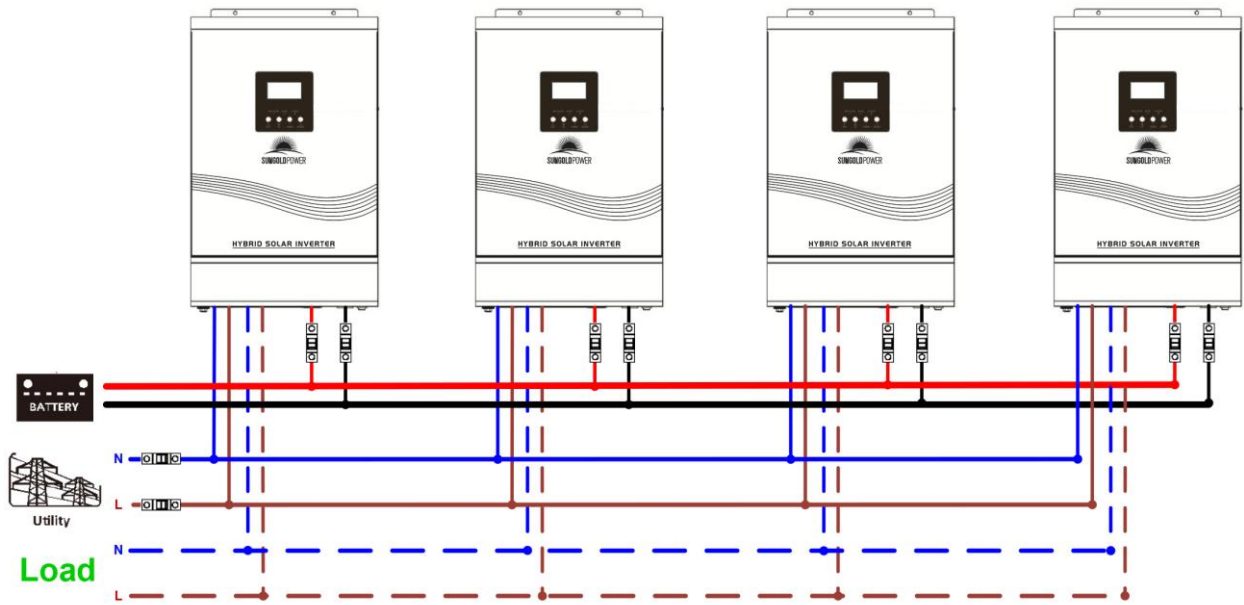 SUNGOLDPOWER
SUNGOLDPOWER
SUNGOLDPOWER
SUNGOLDPOWER
HYBRID SOLAR INVERTER
HYBRID SOLAR INVERTER
HYBRID SOLAR INVERTER
HYBRID SOLAR INVERTER
BATTERY
N
L
Utility
N
Load
L